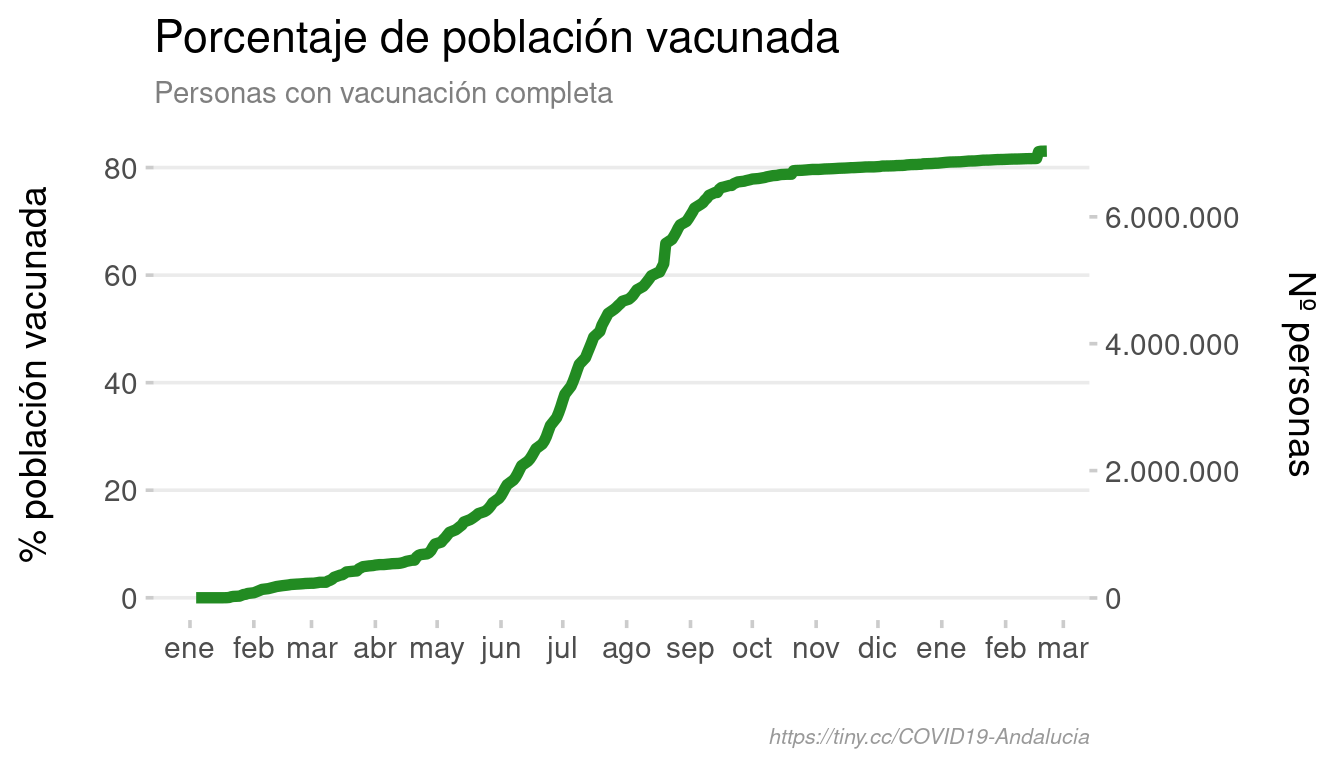 Porcentaje de población vacunada
Personas con vacunación completa
% población vacunada
80
60
40
20
0
6.000.000
4.000.000
2.000.000
0
Nº personas
ene feb mar abr may jun jul ago sep oct nov dic ene feb mar
https://tiny.cc/COVID19-Andalucia